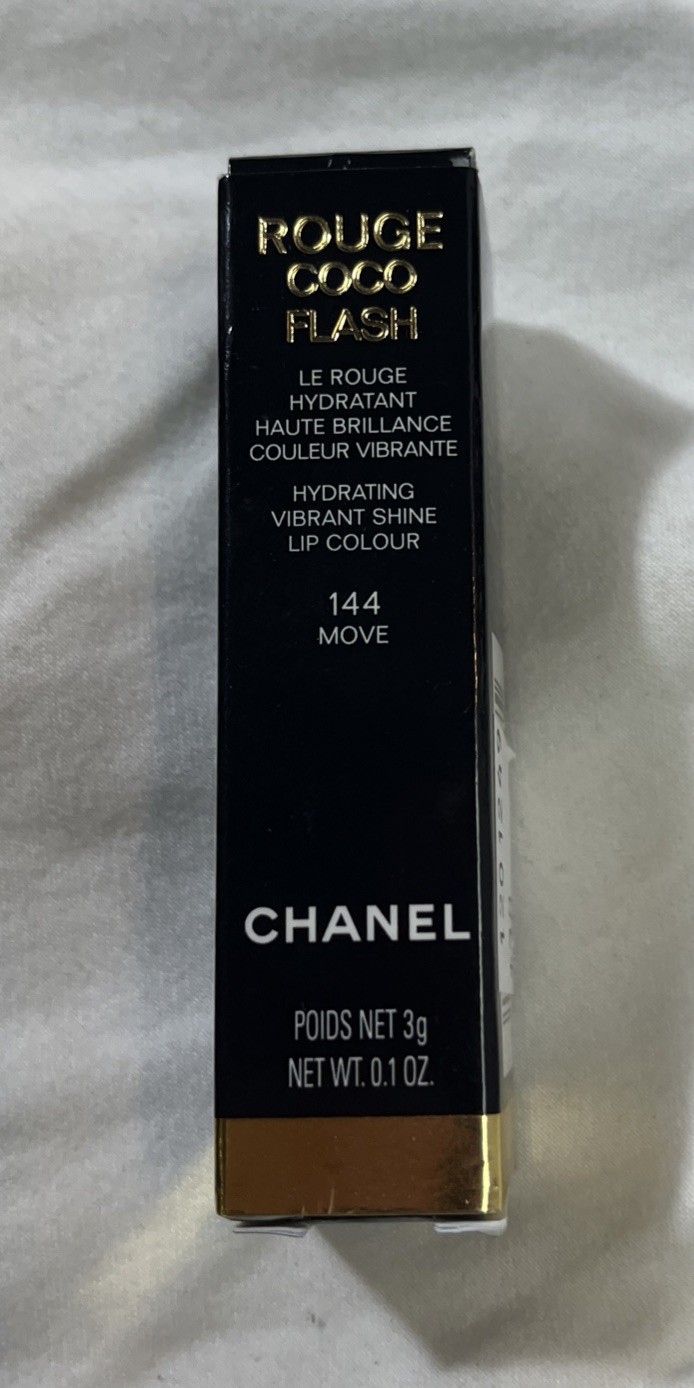 ROUGE
COCO
FLASH
LE ROUGE
HYDRATANT
HAUTE BRILLANCE
COULEUR VIBRANTE
HYDRATING
VIBRANT SHINE
LIP COLOUR
144
MOVE
CHANEL
POIDS NET 3g
NET WT. 0.1 OZ.